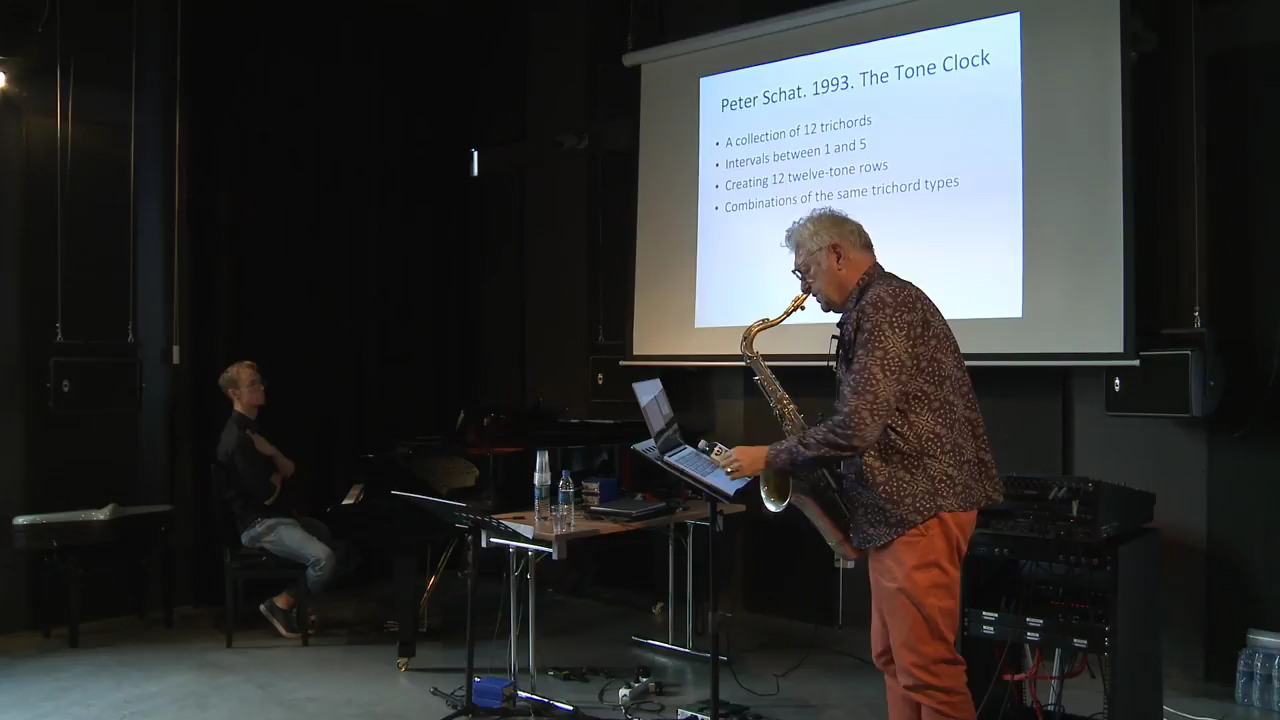 Peter Schat. 1993. The Tone Clock
• A collection of 12 trichords
• Intervals between 1 and 5
• Creating 12 twelve-tone rows
• Combinations of the same trichord types